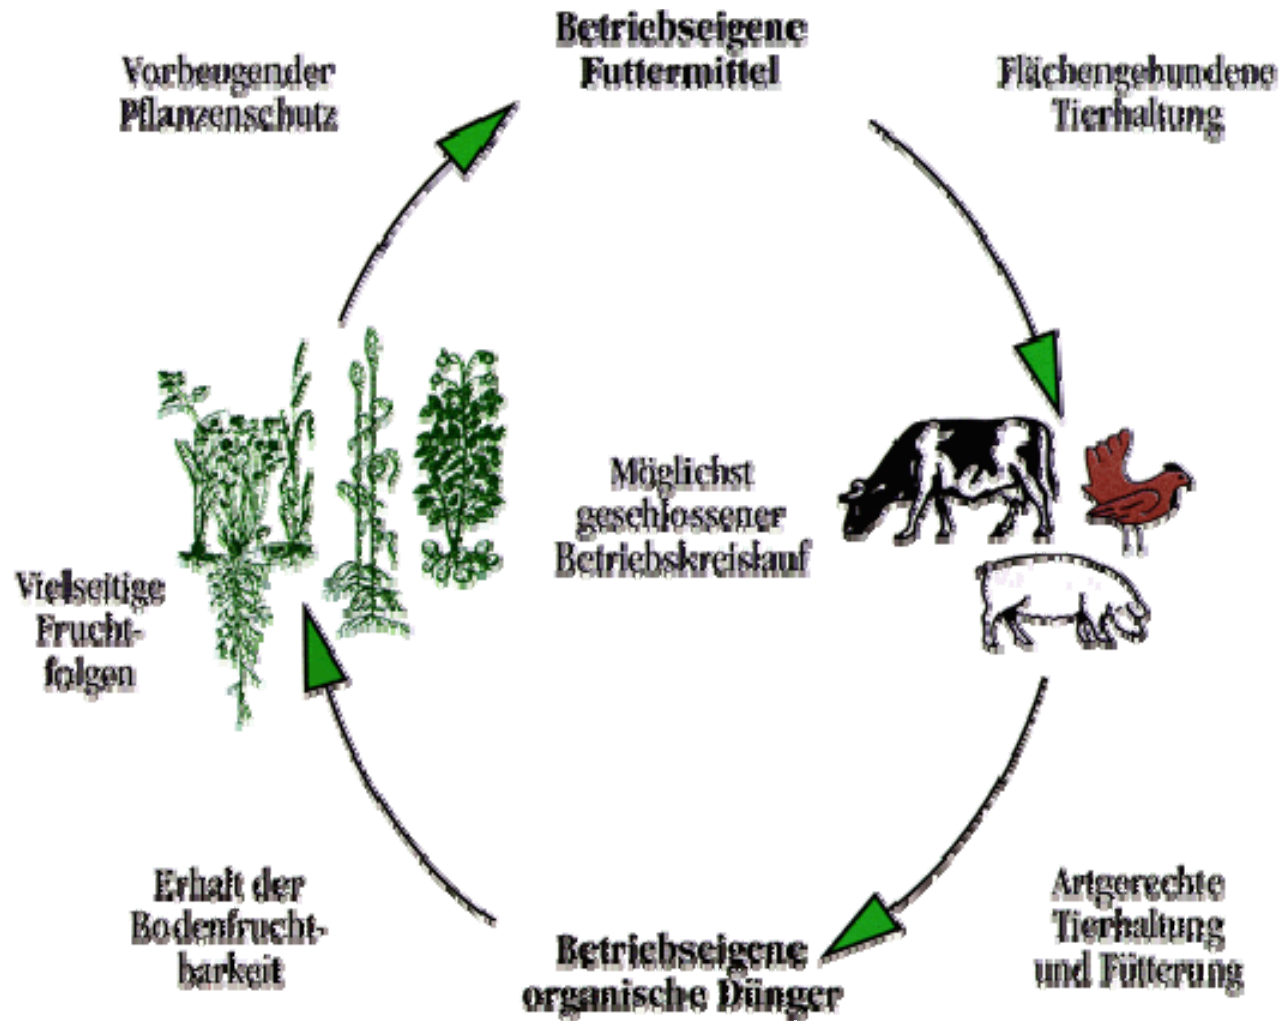 Betriebseigene
Futtermittel
Vorbeugender
Pflanzenschutz
Flächengebundene
Tierhaltung
Möglichst
geschlossener
Betriebskreislauf
Vielseitige
Frucht-
folgen
Erhalt der
Bodenfrucht-
barkeit
Betriebseigene
organische Dünger
Artgerechte
Tierhaltung
und Fütterung